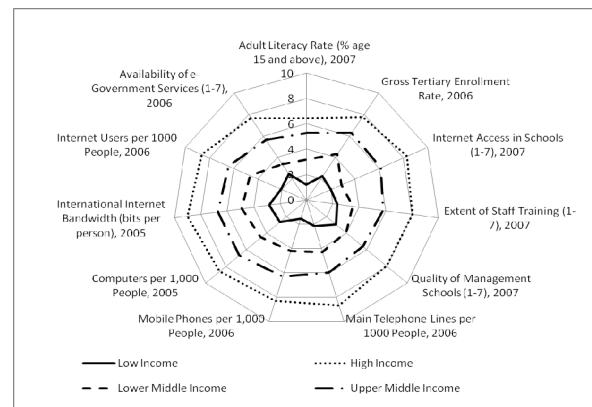 Adult Literacy Rate (% age
15 and above), 2007
10
8
6
4
2
0
Gross Tertiary Enrollment
Rate, 2006
Internet Access in Schools
(1-7), 2007
Extent of Staff Training (1-
7), 2007
Quality of Management
Schools (1-7), 2007
Main Telephone Lines per
1000 People, 2006
Mobile Phones per 1,000
People, 2006
Computers per 1,000
People, 2005
International Internet
Bandwidth (bits per
person), 2005
Internet Users per 1000
People, 2006
Availability of e-
Government Services (1-7),
2006
Low Income
High Income
Lower Middle Income
Upper Middle Income